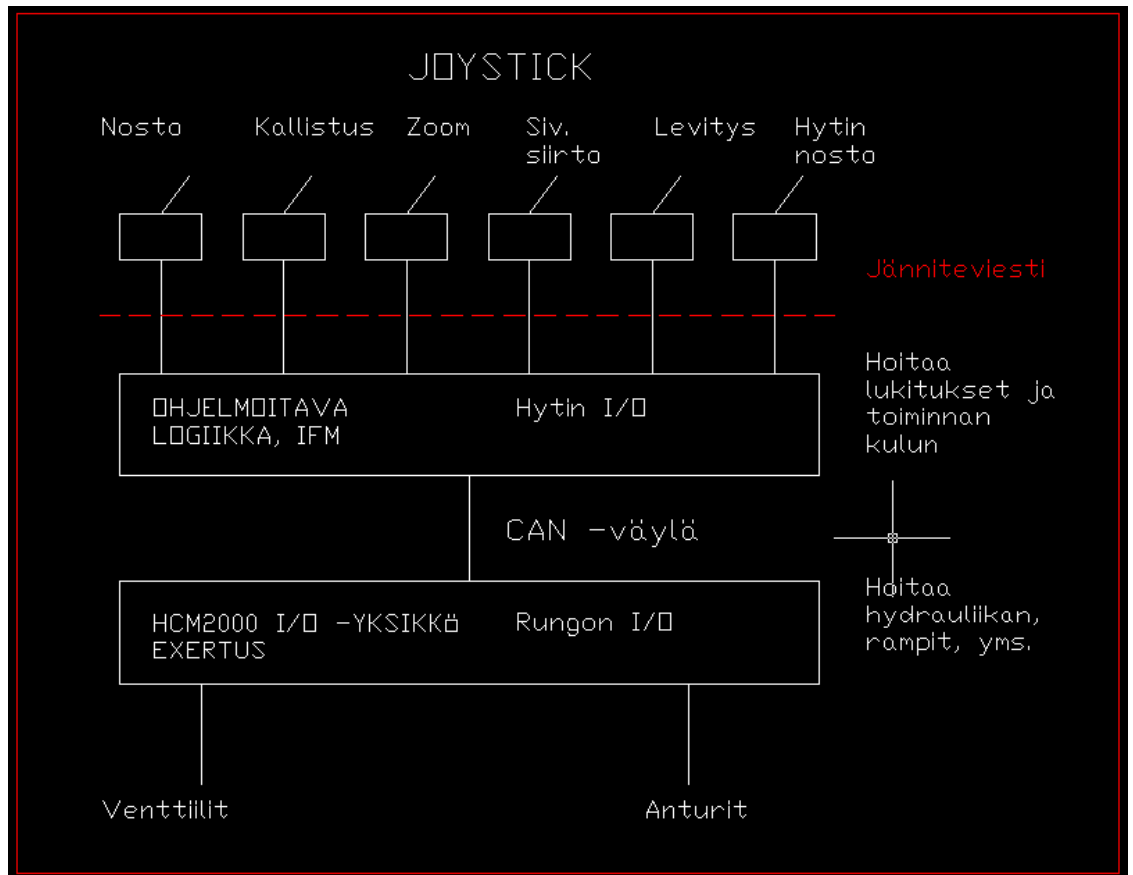 JOYSTICK
Nosto Kallistus Zoom Siv. Levitys Hytin
siirto nosto
Jänniteviesti
Hoitaa
lukitukset ja
toiminnan
kulun
OHJELMOITAVA Hytin I/O
LOGIIKKA, IFM
CAN -väylä
Hoitaa
hydrauliikan,
rampit, yms.
HCM2000 I/O -YKSIKKö Rungon I/O
EXERTUS
Venttiilit Anturit